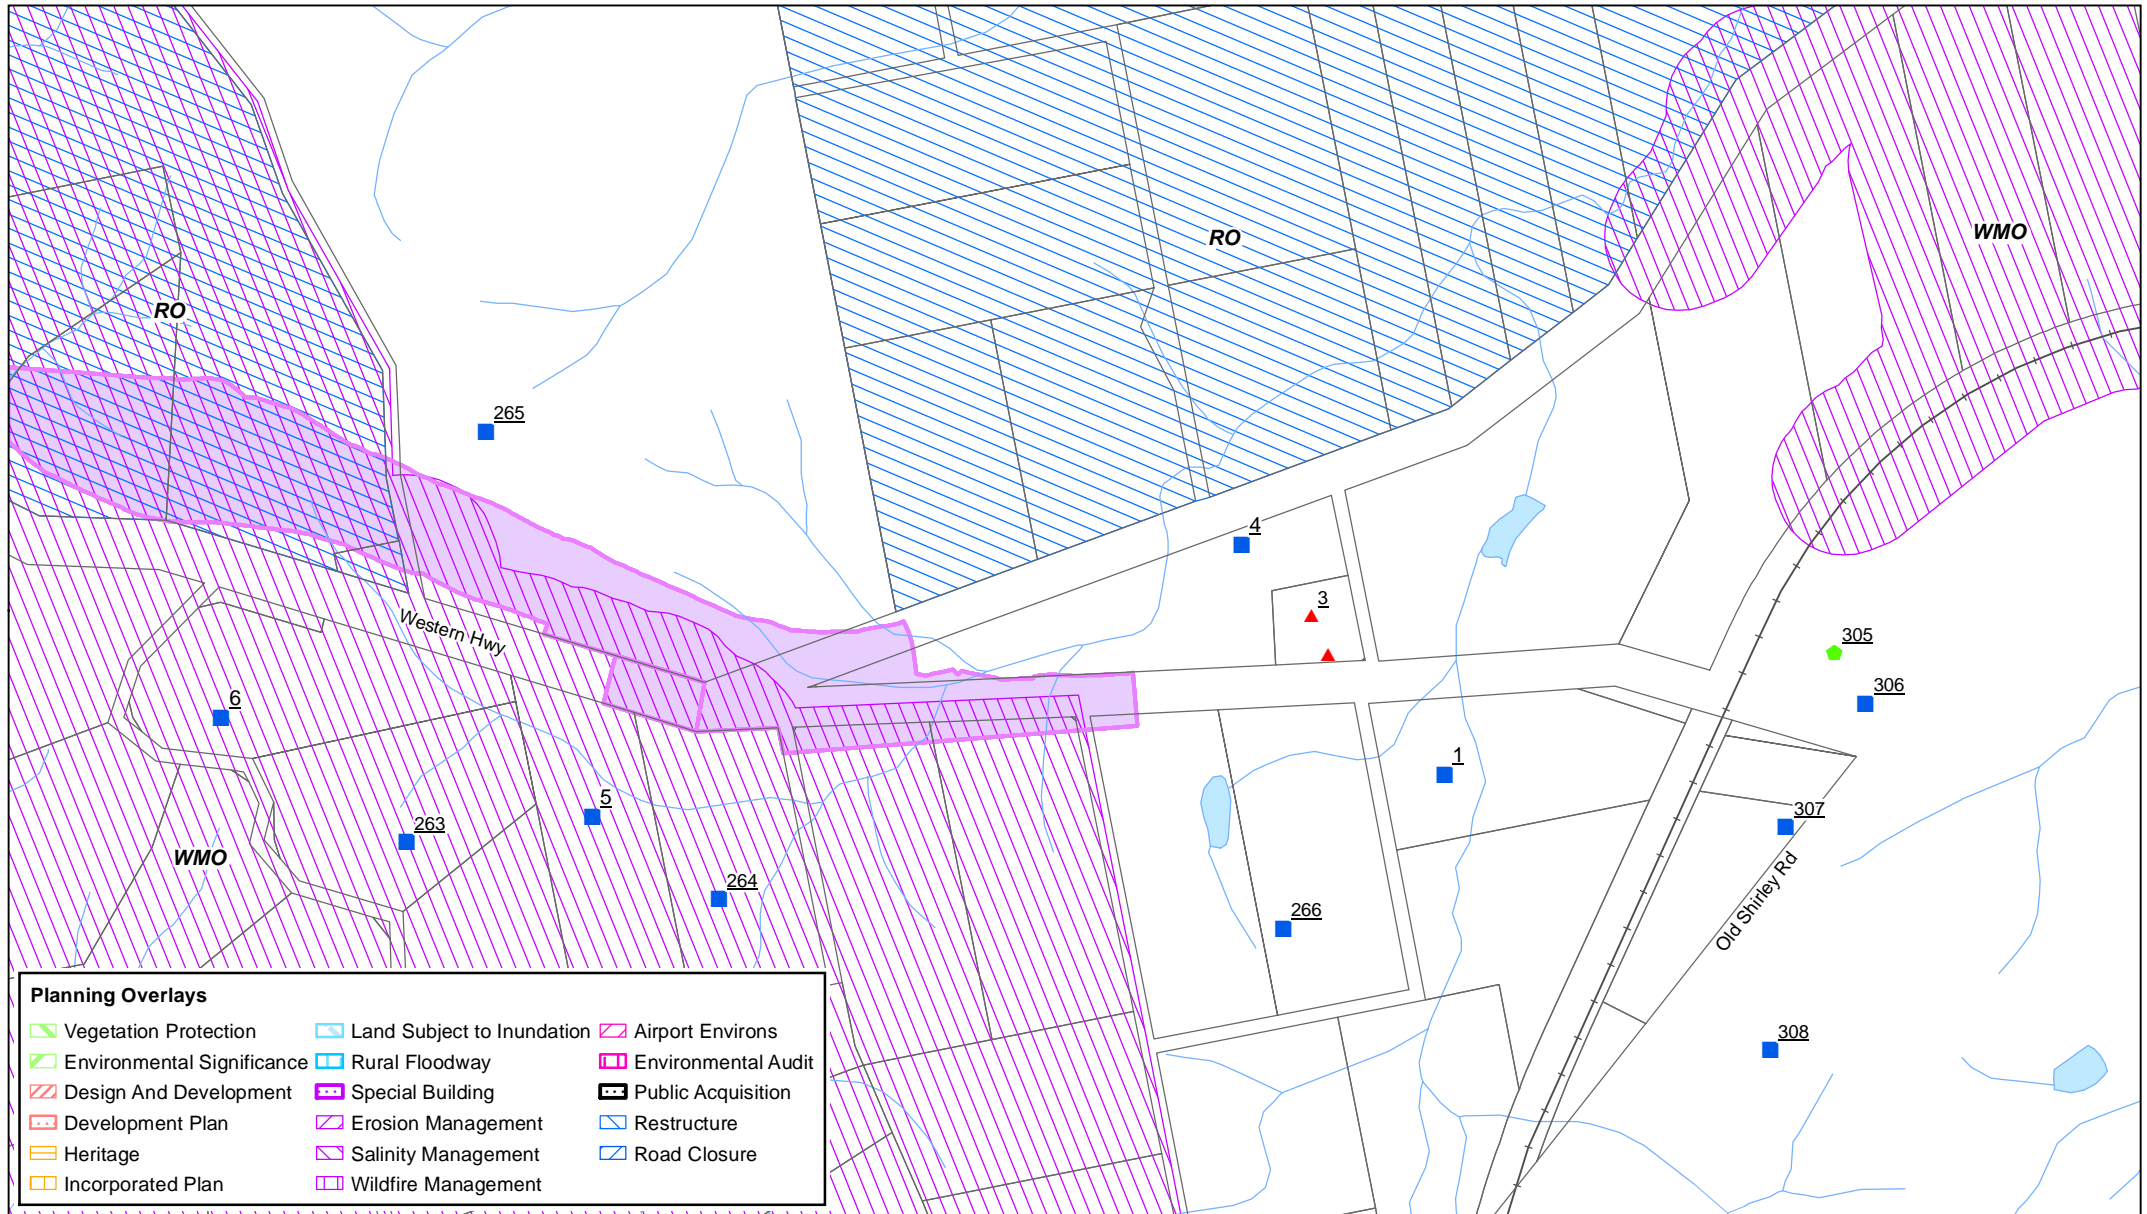 RO
WMO
RO
265
4
3
305
Western Hwy
306
6
1
5
307
263
WMO
264
Old Shirley Rd
266
308
Planning Overlays
Vegetation Protection
Land Subject to Inundation
Airport Environs
Environmental Significance
Rural Floodway
Environmental Audit
Design And Development
Special Building
Public Acquisition
Development Plan
Erosion Management
Restructure
Heritage
Salinity Management
Road Closure
Incorporated Plan
Wildfire Management